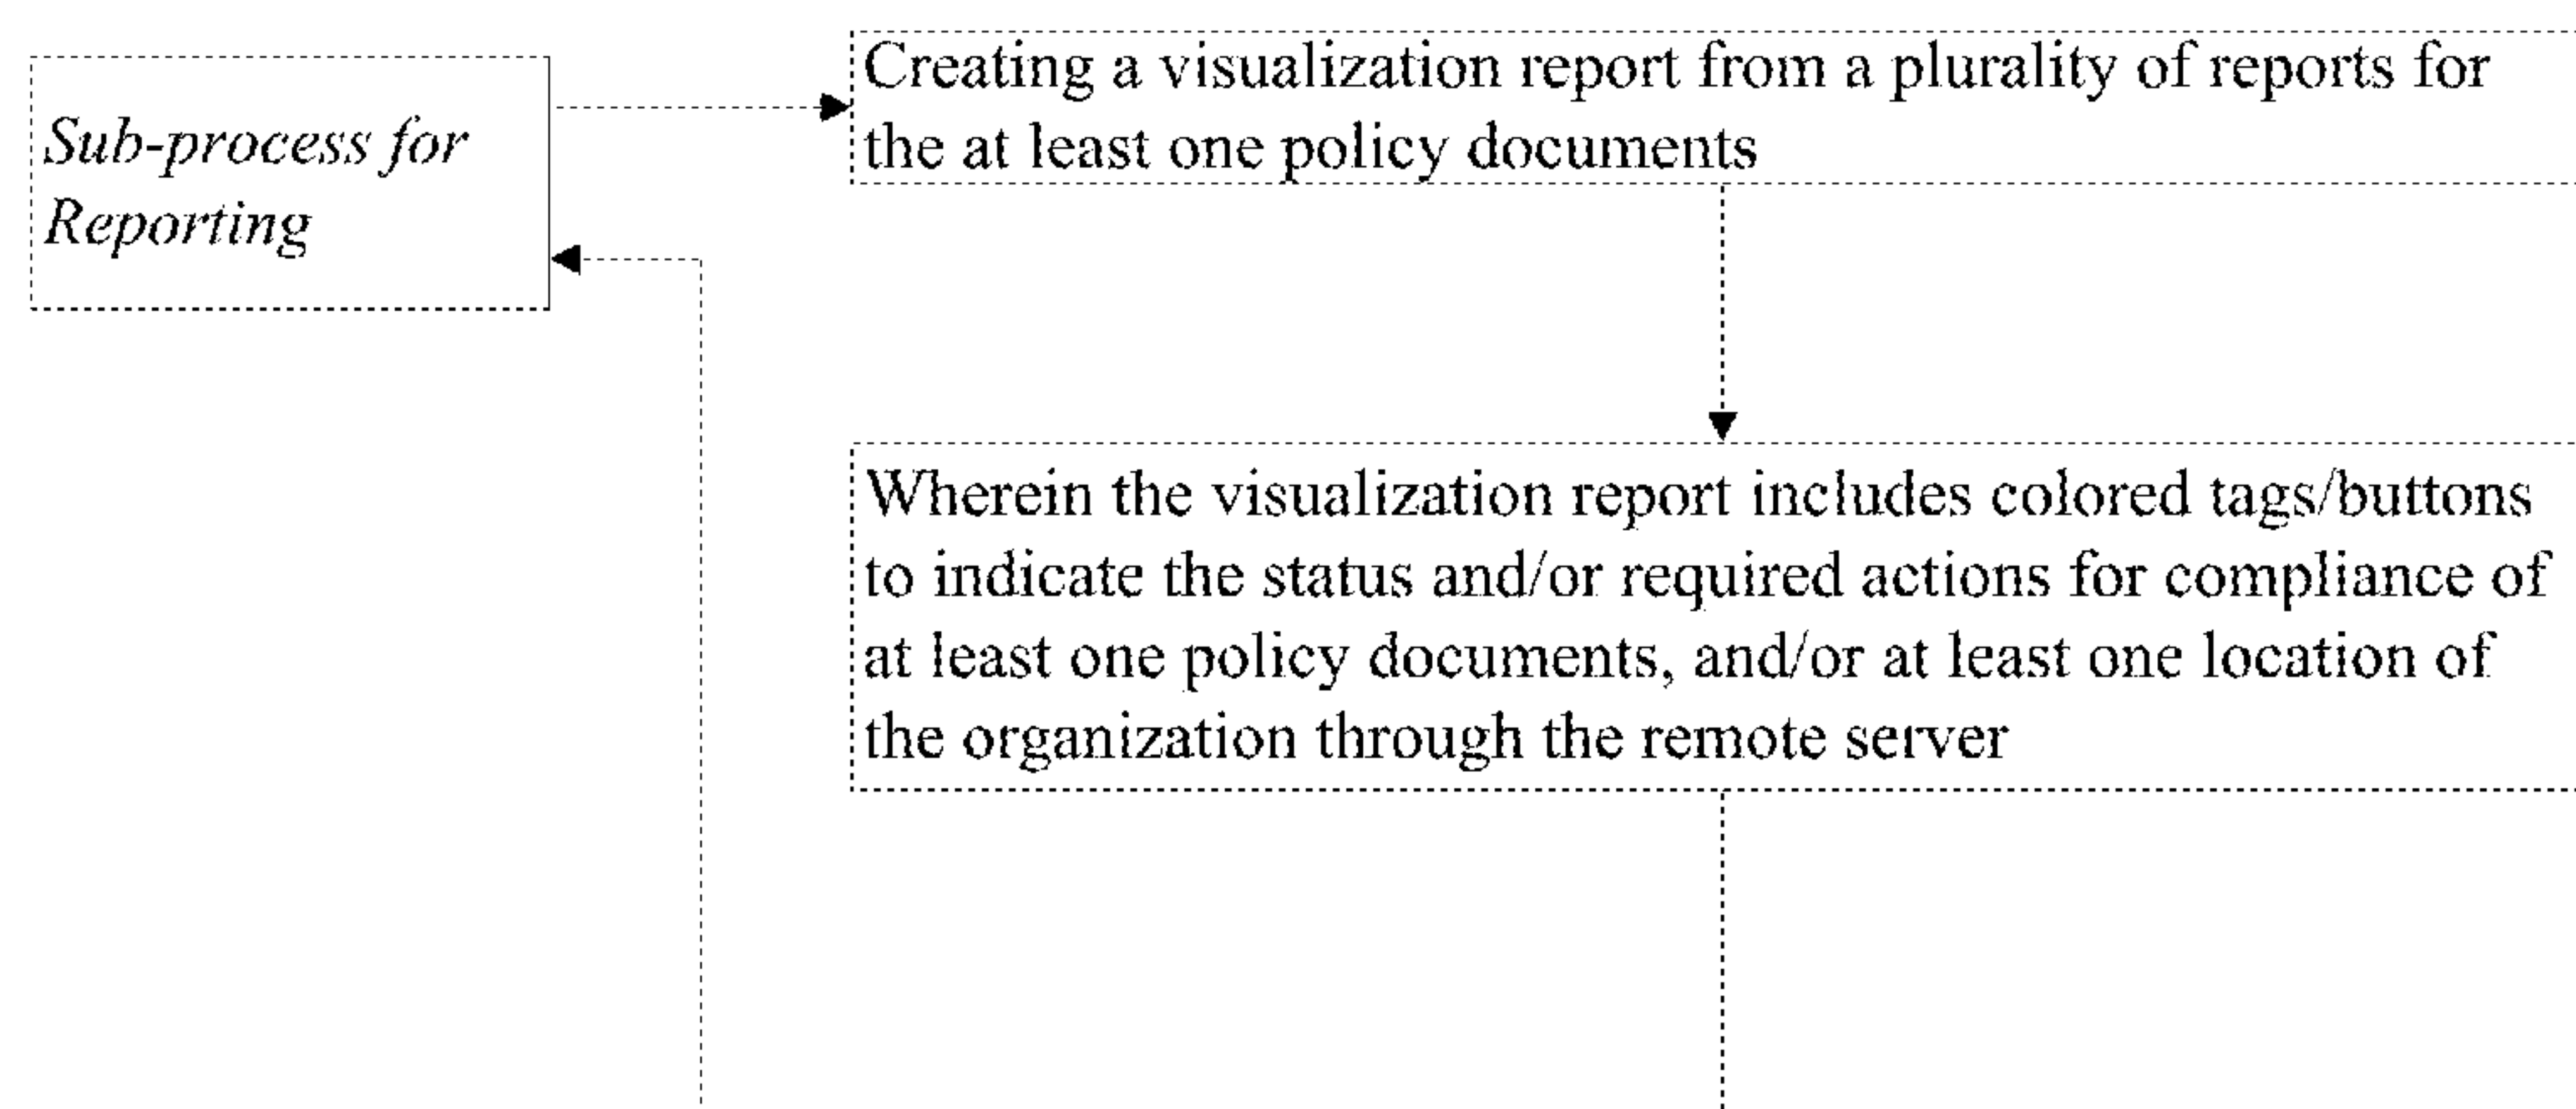 Sub-process for
Reporting
Creating a visualization report from a plurality of reports for
the at least one policy documents
Wherein the visualization report includes colored tags/buttons
to indicate the status and/or required actions for compliance of
at least one policy documents, and/or at least one location of
the organization through the remote server